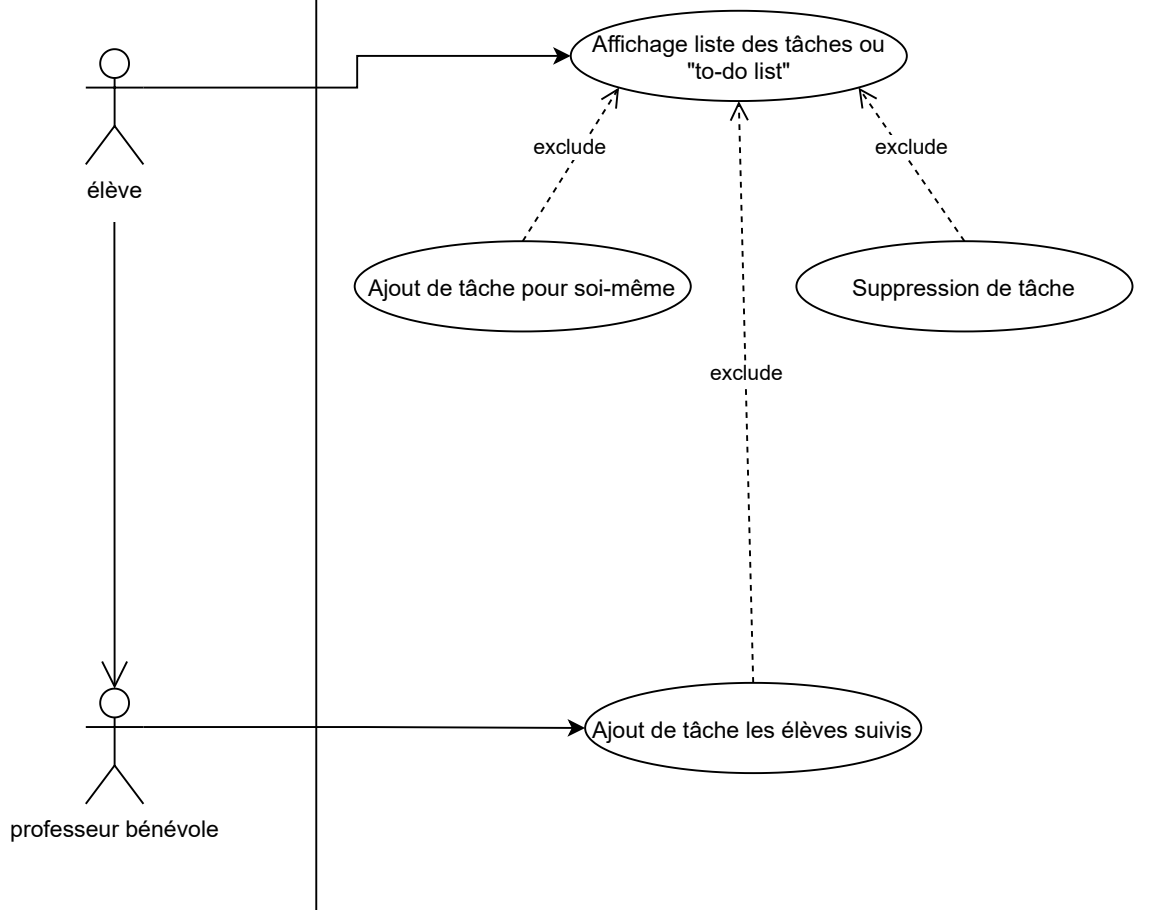 Affichage liste des tâches ou
"to-do list"
exclude
exclude
élève
Ajout de tâche pour soi-même
Suppression de tâche
exclude
Ajout de tâche les élèves suivis
professeur bénévole